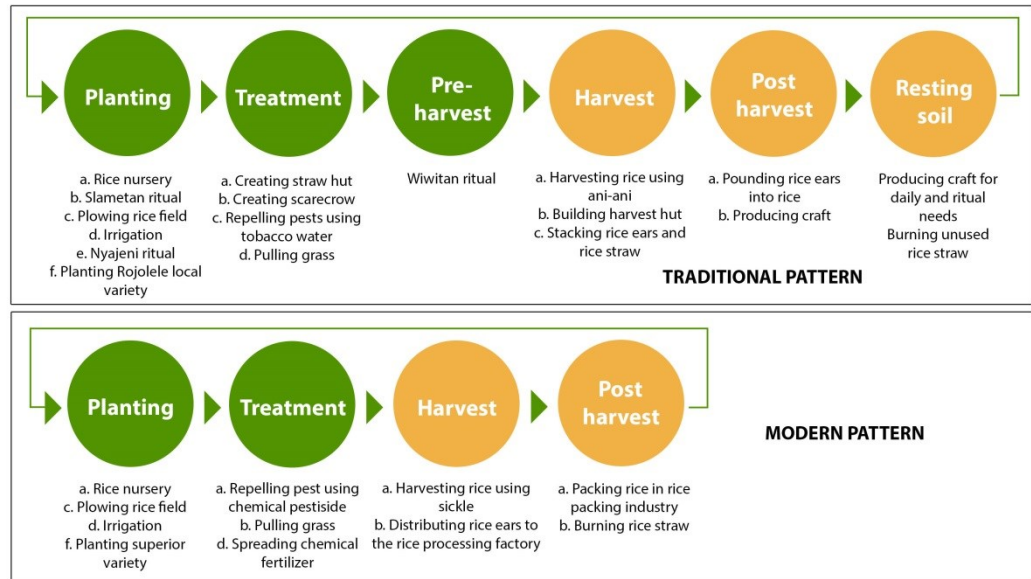 Planting
Treatment
Pre-
harvest
Harvest
Post
harvest
Resting
soil
a. Rice nursery
b. Slametan ritual
c. Plowing rice field
d. Irrigation
e. Nyajeni ritual
f. Planting Rojolele local
variety
a. Creating straw hut
b. Creating scarecrow
c. Repelling pests using
tobacco water
d. Pulling grass
Wiwitan ritual
a. Harvesting rice using
ani-ani
b. Building harvest hut
c. Stacking rice ears and
rice straw
a. Pounding rice ears
into rice
b. Producing craft
Producing craft for
daily and ritual
needs
Burning unused
rice straw
TRADITIONAL PATTERN
Planting
Treatment
Harvest
Post
harvest
MODERN PATTERN
a. Rice nursery
c. Plowing rice field
d. Irrigation
f. Planting superior
variety
a. Repelling pest using
chemical pestiside
b. Pulling grass
d. Spreading chemical
fertilizer
a. Harvesting rice using
sickle
b. Distributing rice ears to
the rice processing factory
a. Packing rice in rice
packing industry
b. Burning rice straw